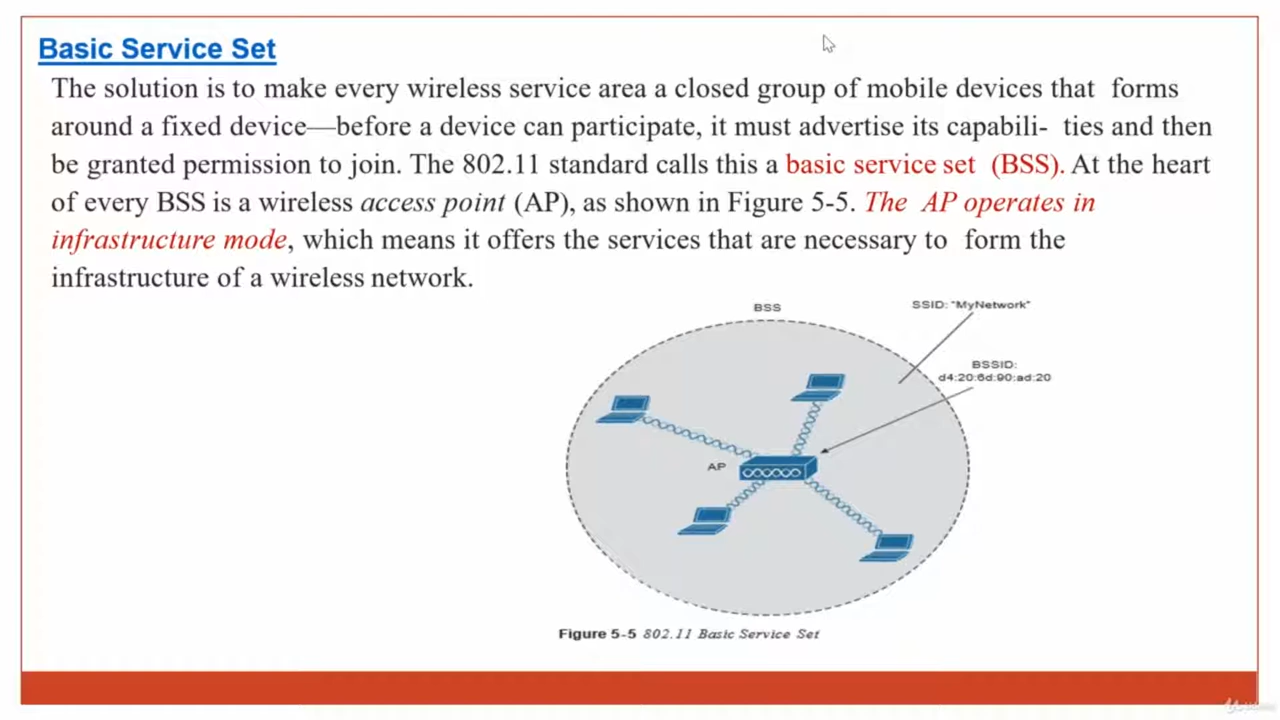 Basic Service Set
The solution is to make every wireless service area a closed group of mobile devices that forms
around a fixed device—before a device can participate, it must advertise its capabili- ties and then
be granted permission to join. The 802.11 standard calls this a basic service set (BSS). At the heart
of every BSS is a wireless access point (AP), as shown in Figure 5-5. The AP operates in
infrastructure mode, which means it offers the services that are necessary to form the
infrastructure of a wireless network.
BSS
SSID: "MyNetwork"
BSSID:
d4:20:6d:90:ad:20
AP
Figure 5-5 802.11 Basic Service Set